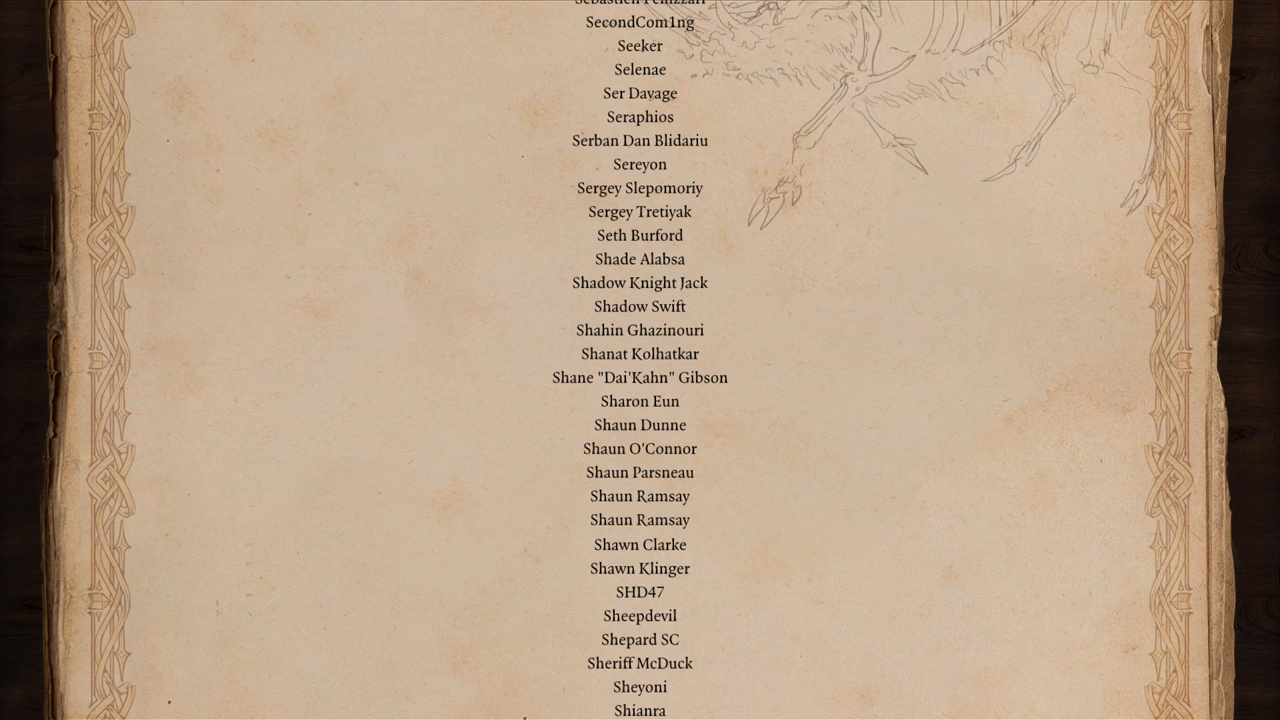 SecondCom1ng
Seeker
Selenae
Ser Davage
Seraphios
Serban Dan Blidariu
Sereyon
Sergey Slepomoriy
Sergey Tretiyak
Seth Burford
Shade Alabsa
Shadow Knight Jack
Shadow Swift
Shahin Ghazinouri
Shanat Kolhatkar
Shane "Dai'Kahn" Gibson
Sharon Eun
Shaun Dunne
Shaun O'Connor
Shaun Parsneau
Shaun Ramsay
Shaun Ramsay
Shawn Clarke
Shawn Klinger
SHD47
Sheepdevil
Shepard SC
Sheriff McDuck
Sheyoni
Shianra